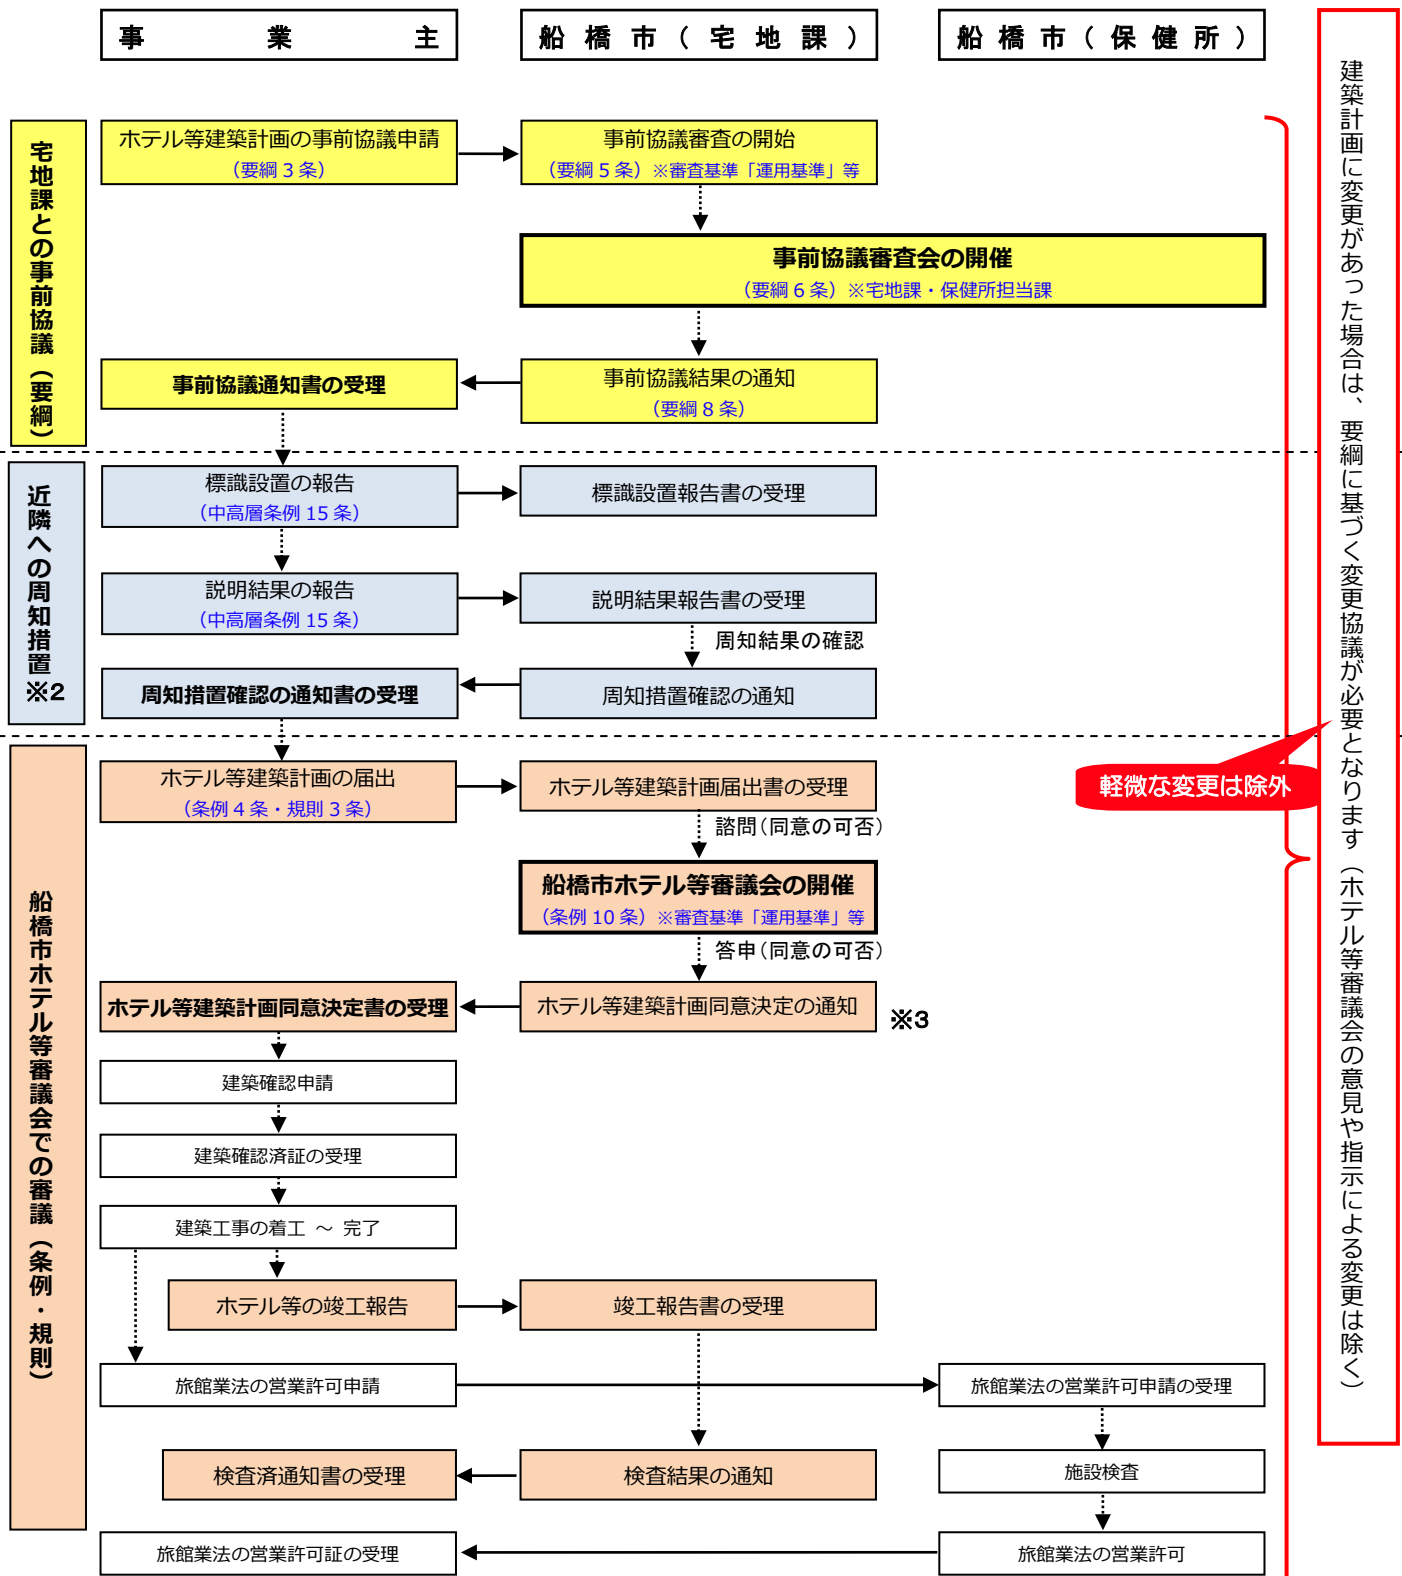 事業主
船橋市(宅地課)
船橋市(保健所)
宅地課との事前協議(要綱)
ホテル等建築計画の事前協議申請
(要綱3条)
事前協議審査の開始
(要綱5条)※審査基準「運用基準」等
事前協議審査会の開催
(要綱6条)※宅地課・保健所担当課
事前協議通知書の受理
事前協議結果の通知
(要綱8条)
近隣への周知措置
※2
標識設置の報告
(中高層条例15条)
標識設置報告書の受理
説明結果の報告
(中高層条例15条)
説明結果報告書の受理
周知結果の確認
周知措置確認の通知書の受理
周知措置確認の通知
船橋市ホテル等審議会での審議(条例・規則)
ホテル等建築計画の届出
(条例4条・規則3条)
ホテル等建築計画届出書の受理
諮問(同意の可否)
船橋市ホテル等審議会の開催
(条例10条)※審査基準「運用基準」等
答申(同意の可否)
ホテル等建築計画同意決定書の受理
ホテル等建築計画同意決定の通知
※3
建築確認申請
建築確認済証の受理
建築工事の着工 ～ 完了
ホテル等の竣工報告
竣工報告書の受理
旅館業法の営業許可申請
旅館業法の営業許可申請の受理
検査済通知書の受理
検査結果の通知
施設検査
旅館業法の営業許可証の受理
旅館業法の営業許可
軽微な変更は除外
建築計画に変更があった場合は、要綱に基づく変更協議が必要となります(ホテル等審議会の意見や指示による変更は除く)